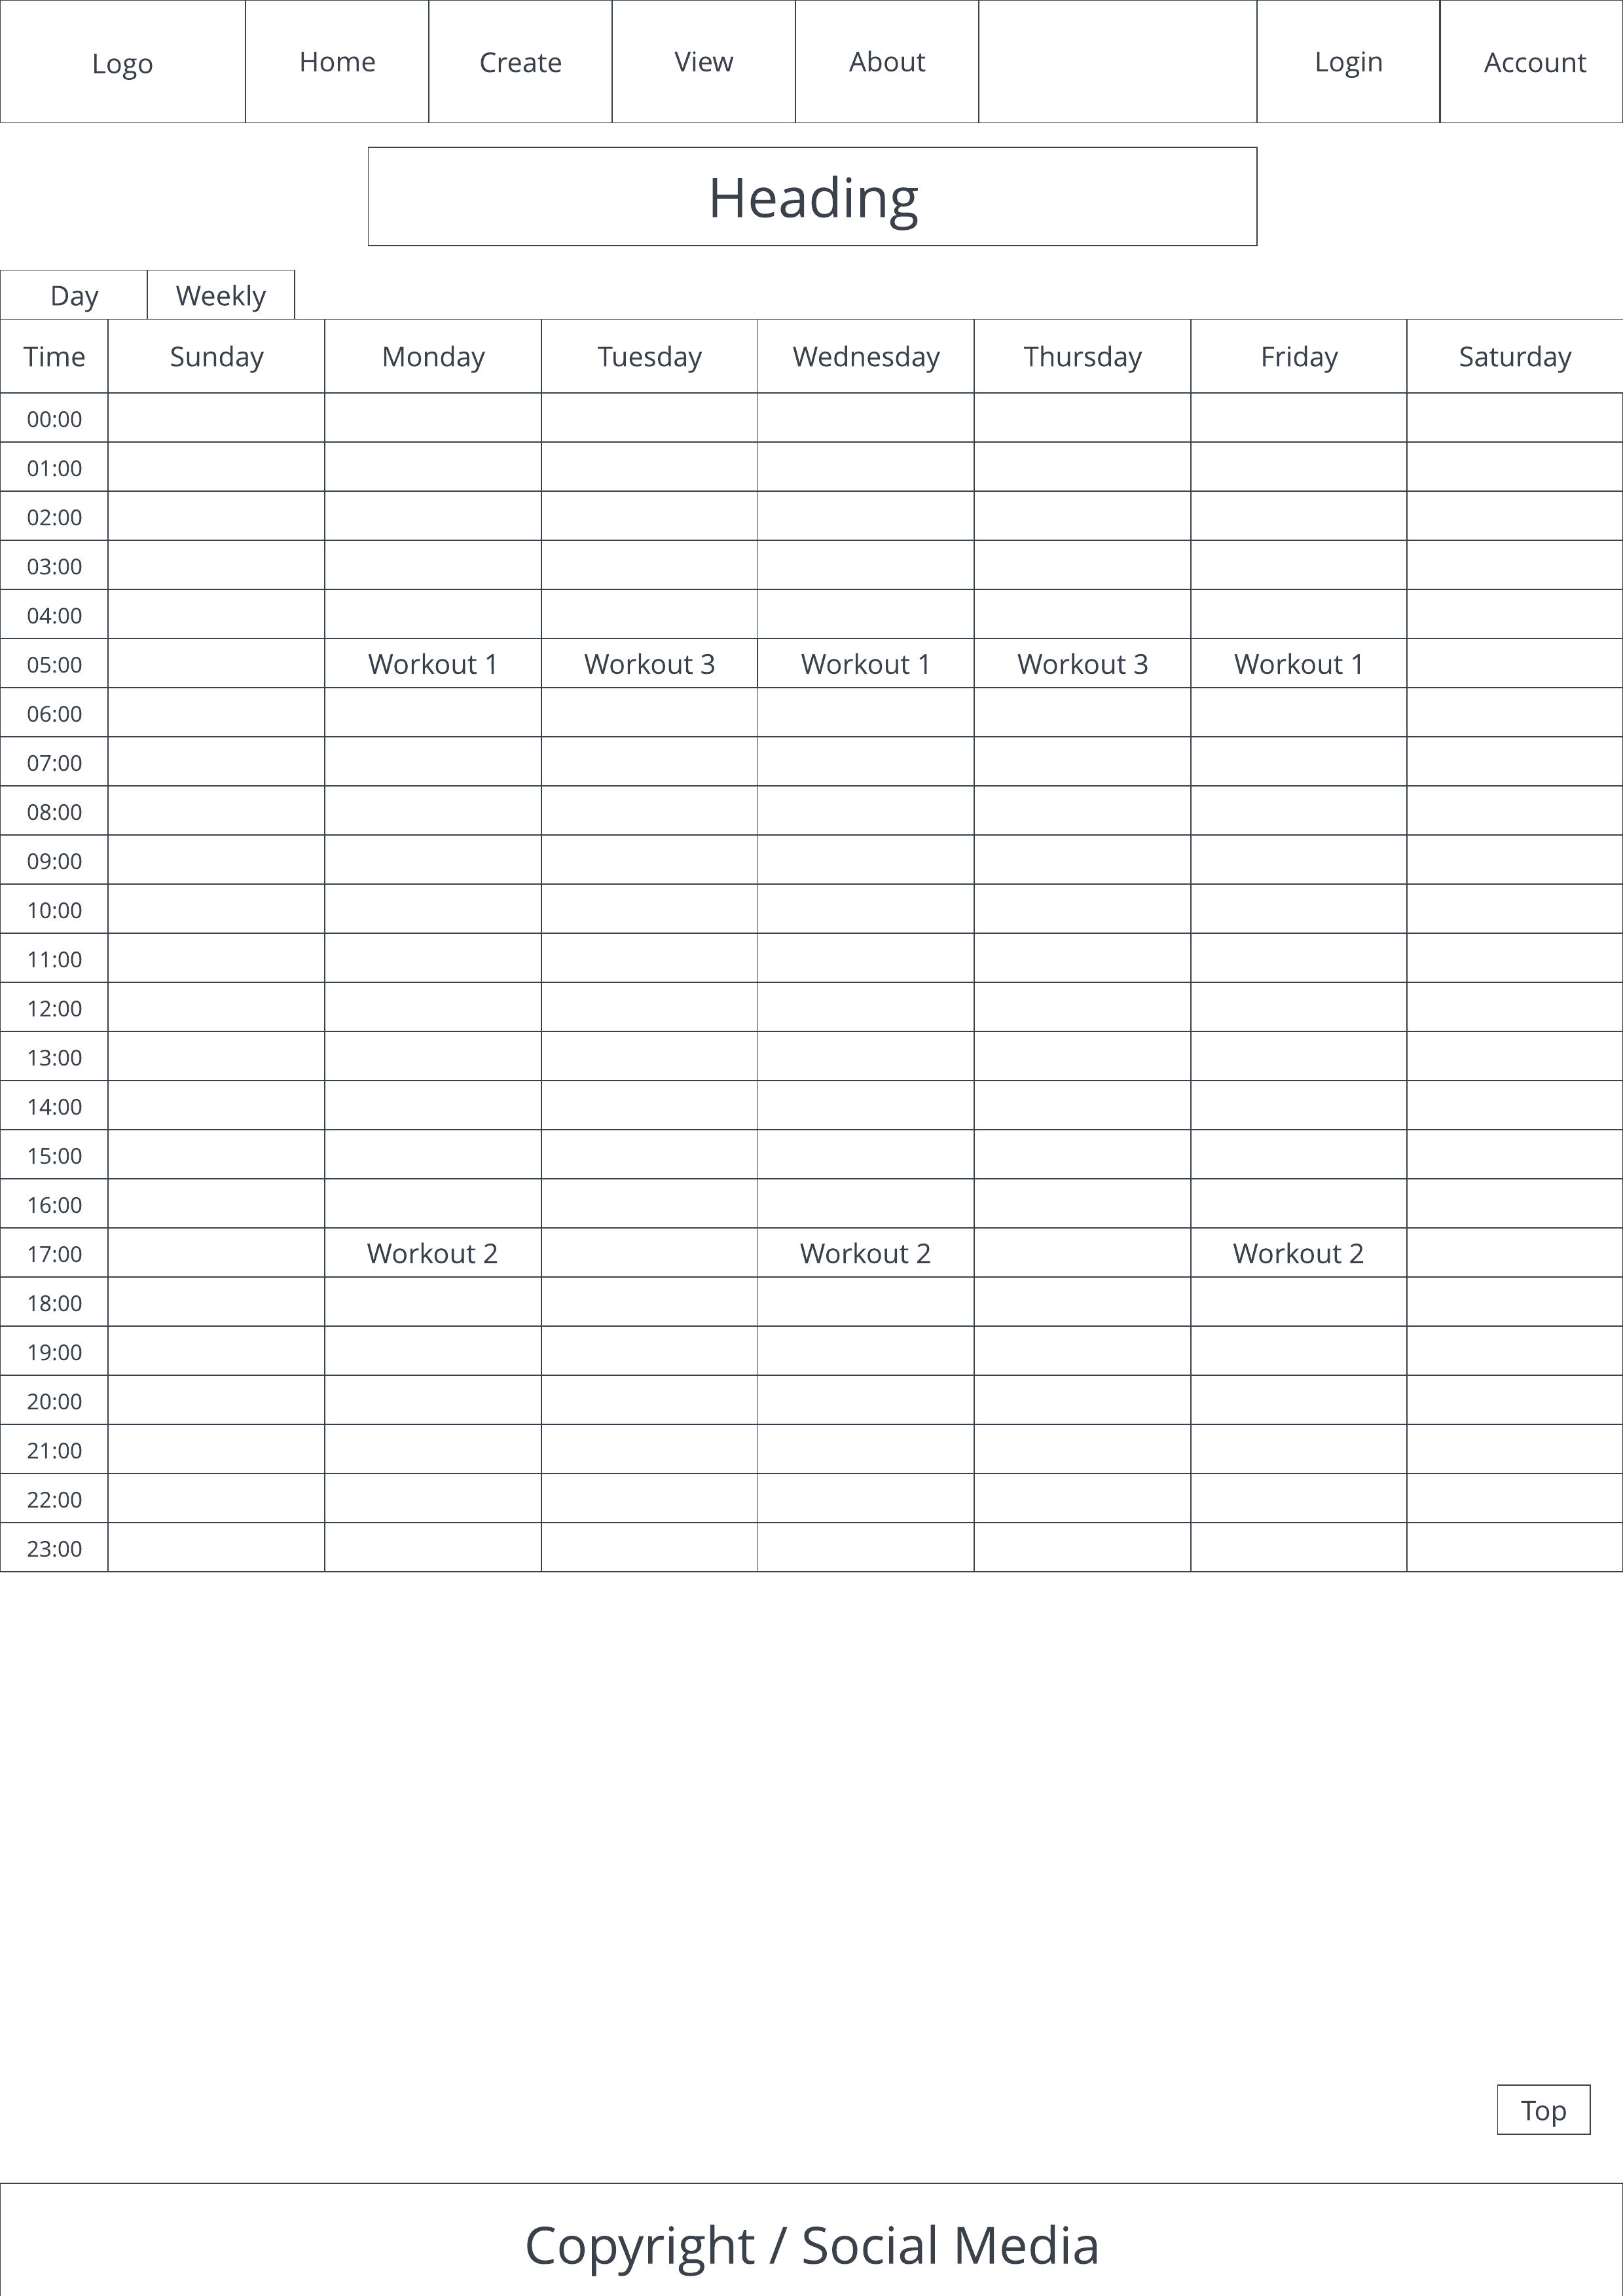 Logo Home Create View About Login Account
Heading
Day Weekly
Time Sunday Monday Tuesday Wednesday Thursday Friday Saturday
00:00
01:00
02:00
03:00
04:00
05:00 Workout 1 Workout 3 Workout 1 Workout 3 Workout 1
06:00
07:00
08:00
09:00
10:00
11:00
12:00
13:00
14:00
15:00
16:00
17:00 Workout 2 Workout 2 Workout 2
18:00
19:00
20:00
21:00
22:00
23:00
Top
Copyright / Social Media